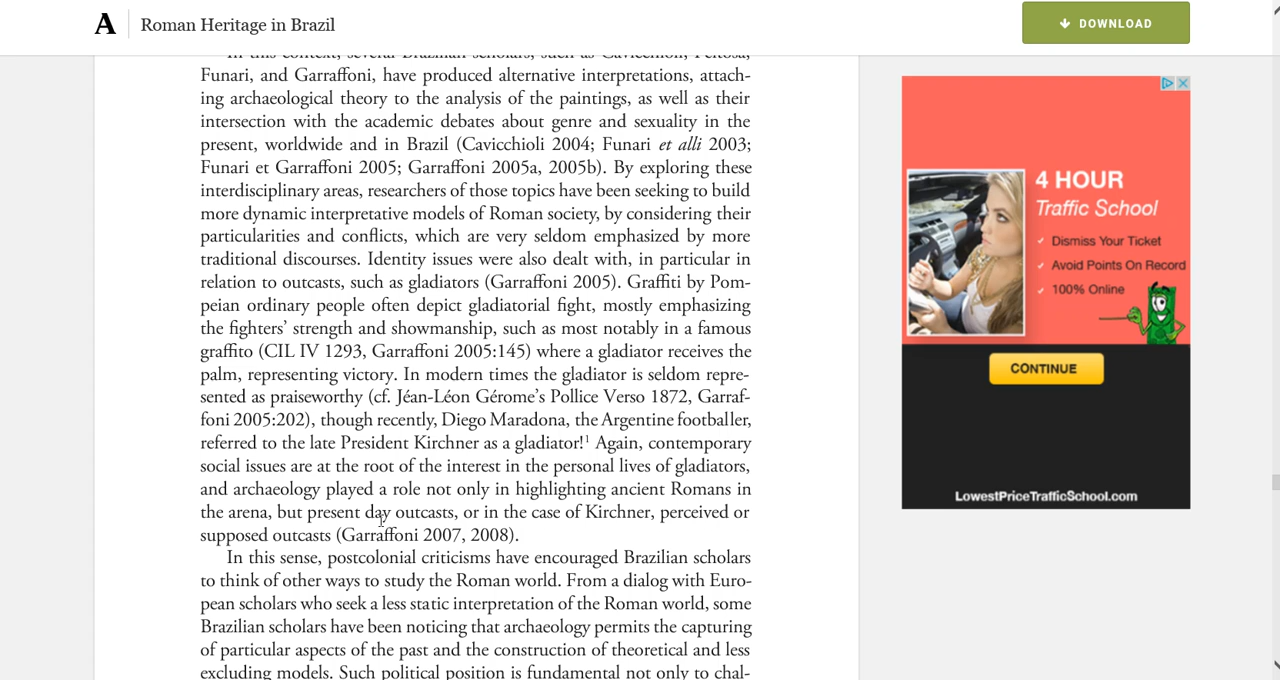 A
Roman Heritage in Brazil
DOWNLOAD
In this context, several Brazilian scholars, such as Cavicchioli, Feitosa,
Funari, and Garraffoni, have produced alternative interpretations, attach-
ing archaeological theory to the analysis of the paintings, as well as their
intersection with the academic debates about genre and sexuality in the
present, worldwide and in Brazil (Cavicchioli 2004; Funari et alli 2003;
Funari et Garraffoni 2005; Garraffoni 2005a, 2005b). By exploring these
interdisciplinary areas, researchers of those topics have been seeking to build
more dynamic interpretative models of Roman society, by considering their
particularities and conflicts, which are very seldom emphasized by more
traditional discourses. Identity issues were also dealt with, in particular in
relation to outcasts, such as gladiators (Garraffoni 2005). Graffiti by Pom-
peian ordinary people often depict gladiatorial fight, mostly emphasizing
the fighters' strength and showmanship, such as most notably in a famous
graffito (CIL IV 1293, Garraffoni 2005:145) where a gladiator receives the
palm, representing victory. In modern times the gladiator is seldom repre-
sented as praiseworthy (cf. Jéan-Léon Gérome's Pollice Verso 1872, Garraf-
foni 2005:202), though recently, Diego Maradona, the Argentine footballer,
referred to the late President Kirchner as a gladiator!¹ Again, contemporary
social issues are at the root of the interest in the personal lives of gladiators,
and archaeology played a role not only in highlighting ancient Romans in
the arena, but present day outcasts, or in the case of Kirchner, perceived or
supposed outcasts (Garraffoni 2007, 2008).
In this sense, postcolonial criticisms have encouraged Brazilian scholars
to think of other ways to study the Roman world. From a dialog with Euro-
pean scholars who seek a less static interpretation of the Roman world, some
Brazilian scholars have been noticing that archaeology permits the capturing
of particular aspects of the past and the construction of theoretical and less
excluding models. Such political position is fundamental not only to chal-
4 HOUR
Traffic School
Dismiss Your Ticket
Avoid Points On Record
100% Online
CONTINUE
LowestPriceTrafficSchool.com